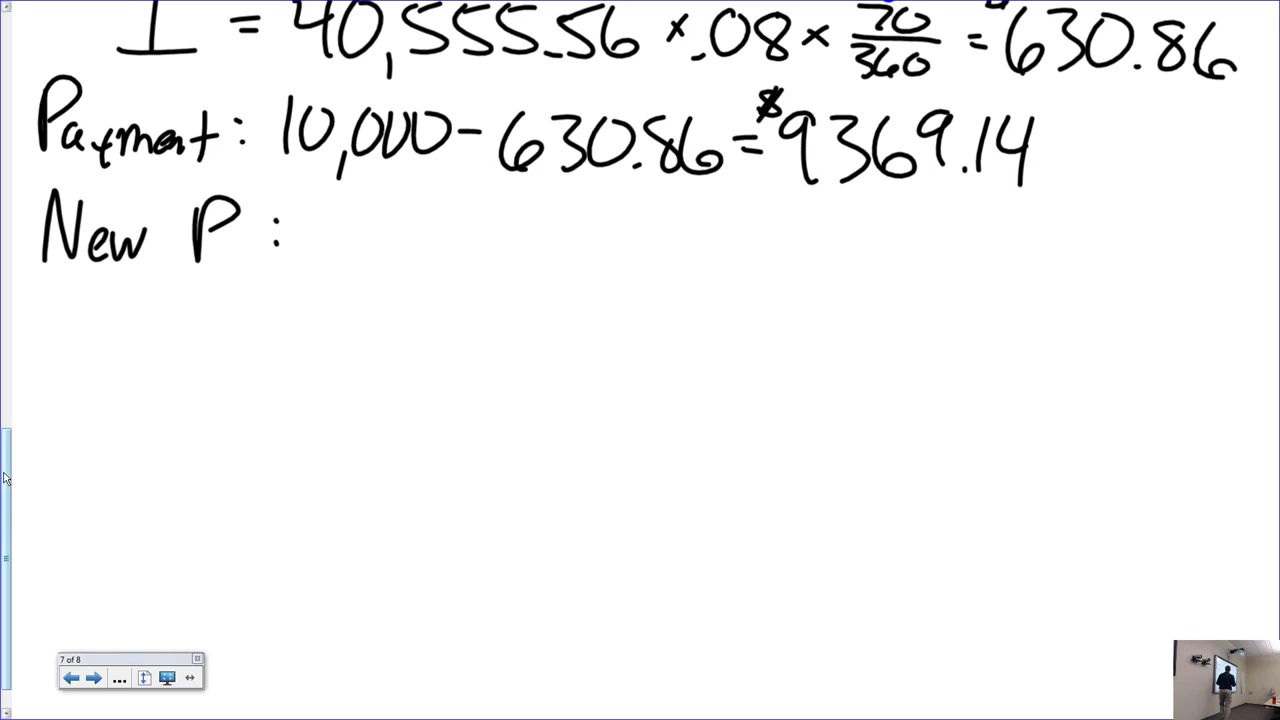 I = 40,555.56 × .08 × 70/360 = 630.86
Payment: 10,000 - 630.86 = $9369.14
New P :
7 of 8